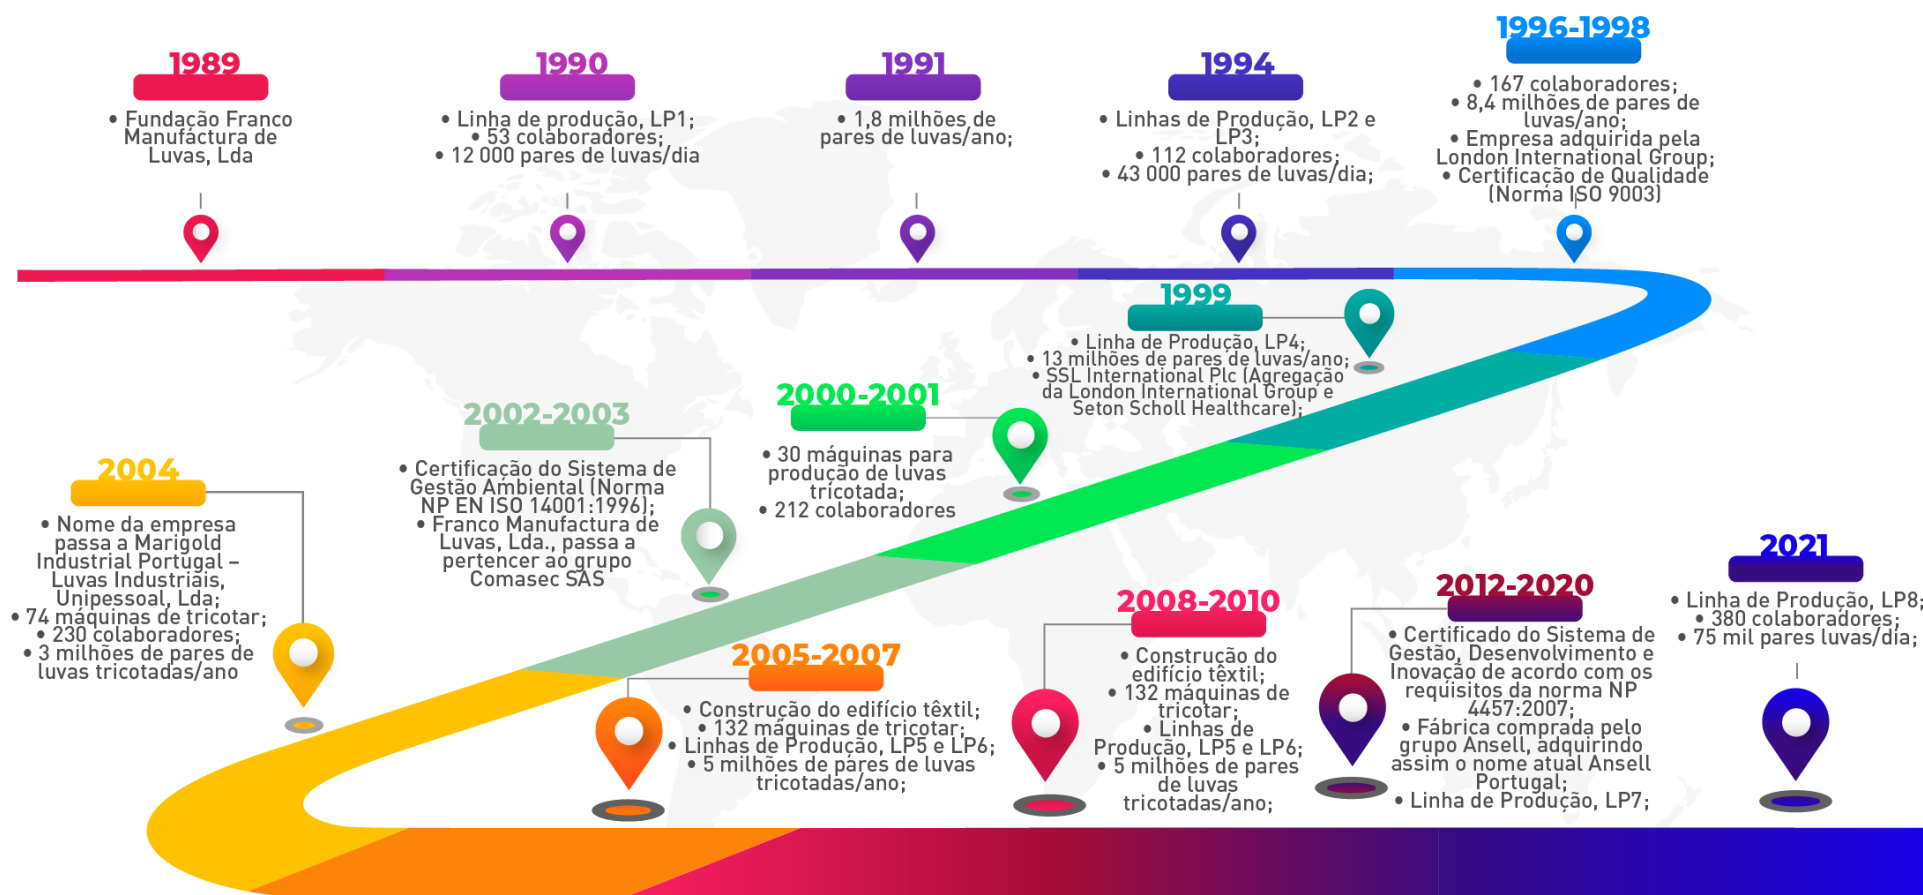 1989
• Fundação Franco
Manufactura de
Luvas, Lda
1990
• Linha de produção, LP1;
• 53 colaboradores;
• 12 000 pares de luvas/dia
1991
• 1,8 milhões de
pares de luvas/ano;
1994
• Linhas de Produção, LP2 e
LP3;
• 112 colaboradores;
• 43 000 pares de luvas/dia;
1996-1998
• 167 colaboradores;
• 8,4 milhões de pares de
luvas/ano;
• Empresa adquirida pela
London International Group;
• Certificação de Qualidade
(Norma ISO 9003)
1999
• Linha de Produção, LP4;
• 13 milhões de pares de luvas/ano;
• SSL International Plc (Agregação
da London International Group e
Seton Scholl Healthcare);
2000-2001
• 30 máquinas para
produção de luvas
tricotada;
• 212 colaboradores
2002-2003
• Certificação do Sistema de
Gestão Ambiental (Norma
NP EN ISO 14001:1996);
• Franco Manufactura de
Luvas, Lda., passa a
pertencer ao grupo
Comasec SAS
2004
• Nome da empresa
passa a Marigold
Industrial Portugal –
Luvas Industriais,
Unipessoal, Lda;
• 74 máquinas de tricotar;
• 230 colaboradores;
• 3 milhões de pares de
luvas tricotadas/ano
2005-2007
• Construção do edifício têxtil;
• 132 máquinas de tricotar;
• Linhas de Produção, LP5 e LP6;
• 5 milhões de pares de luvas
tricotadas/ano;
2008-2010
• Construção do
edifício têxtil;
• 132 máquinas de
tricotar;
• Linhas de
Produção, LP5 e LP6;
• 5 milhões de pares
de luvas
tricotadas/ano;
2012-2020
• Certificado do Sistema de
Gestão, Desenvolvimento e
Inovação de acordo com os
requisitos da norma NP
4457:2007;
• Fábrica comprada pelo
grupo Ansell, adquirindo
assim o nome atual Ansell
Portugal;
• Linha de Produção, LP7;
2021
• Linha de Produção, LP8;
• 380 colaboradores;
• 75 mil pares luvas/dia;